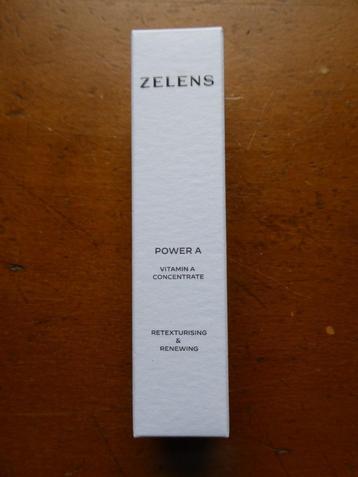 ZELENS
POWER A
VITAMIN A
CONCENTRATE
RETEXTURISING
&
RENEWING